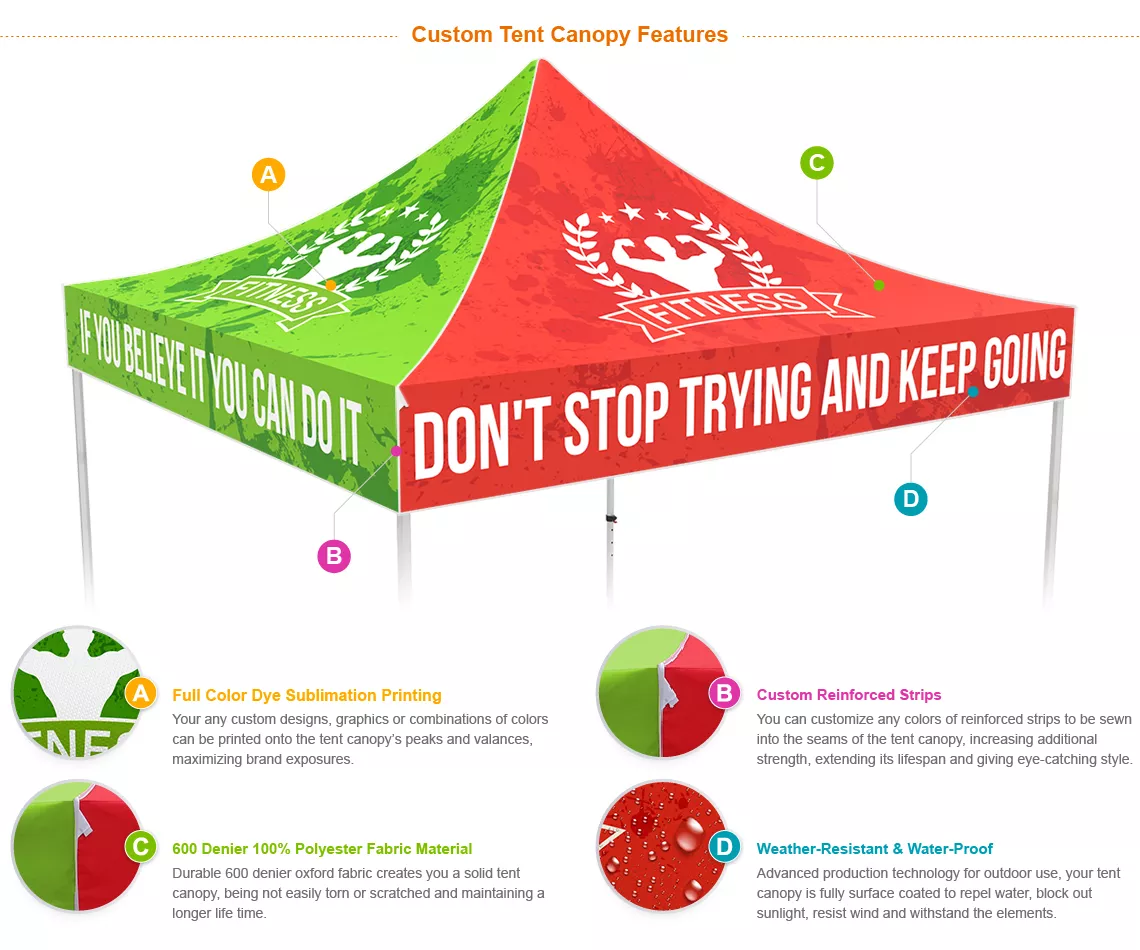 Custom Tent Canopy Features
A
C
FITNESS
FITNESS
IF YOU BELIEVE IT YOU CAN DO IT
DON'T STOP TRYING AND KEEP GOING
B
D
A
Full Color Dye Sublimation Printing
Your any custom designs, graphics or combinations of colors
can be printed onto the tent canopy's peaks and valances,
maximizing brand exposures.
B
Custom Reinforced Strips
You can customize any colors of reinforced strips to be sewn
into the seams of the tent canopy, increasing additional
strength, extending its lifespan and giving eye-catching style.
C
600 Denier 100% Polyester Fabric Material
Durable 600 denier oxford fabric creates you a solid tent
canopy, being not easily torn or scratched and maintaining a
longer life time.
D
Weather-Resistant & Water-Proof
Advanced production technology for outdoor use, your tent
canopy is fully surface coated to repel water, block out
sunlight, resist wind and withstand the elements.